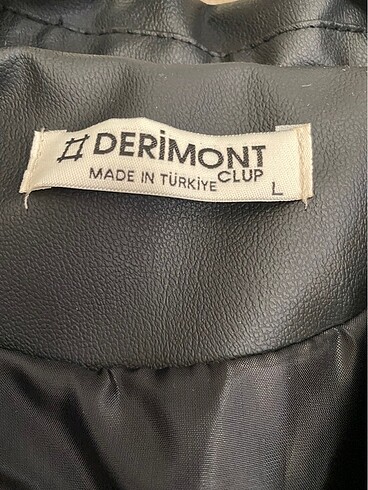 DERİMONT
MADE IN TÜRKİYE CLUP L